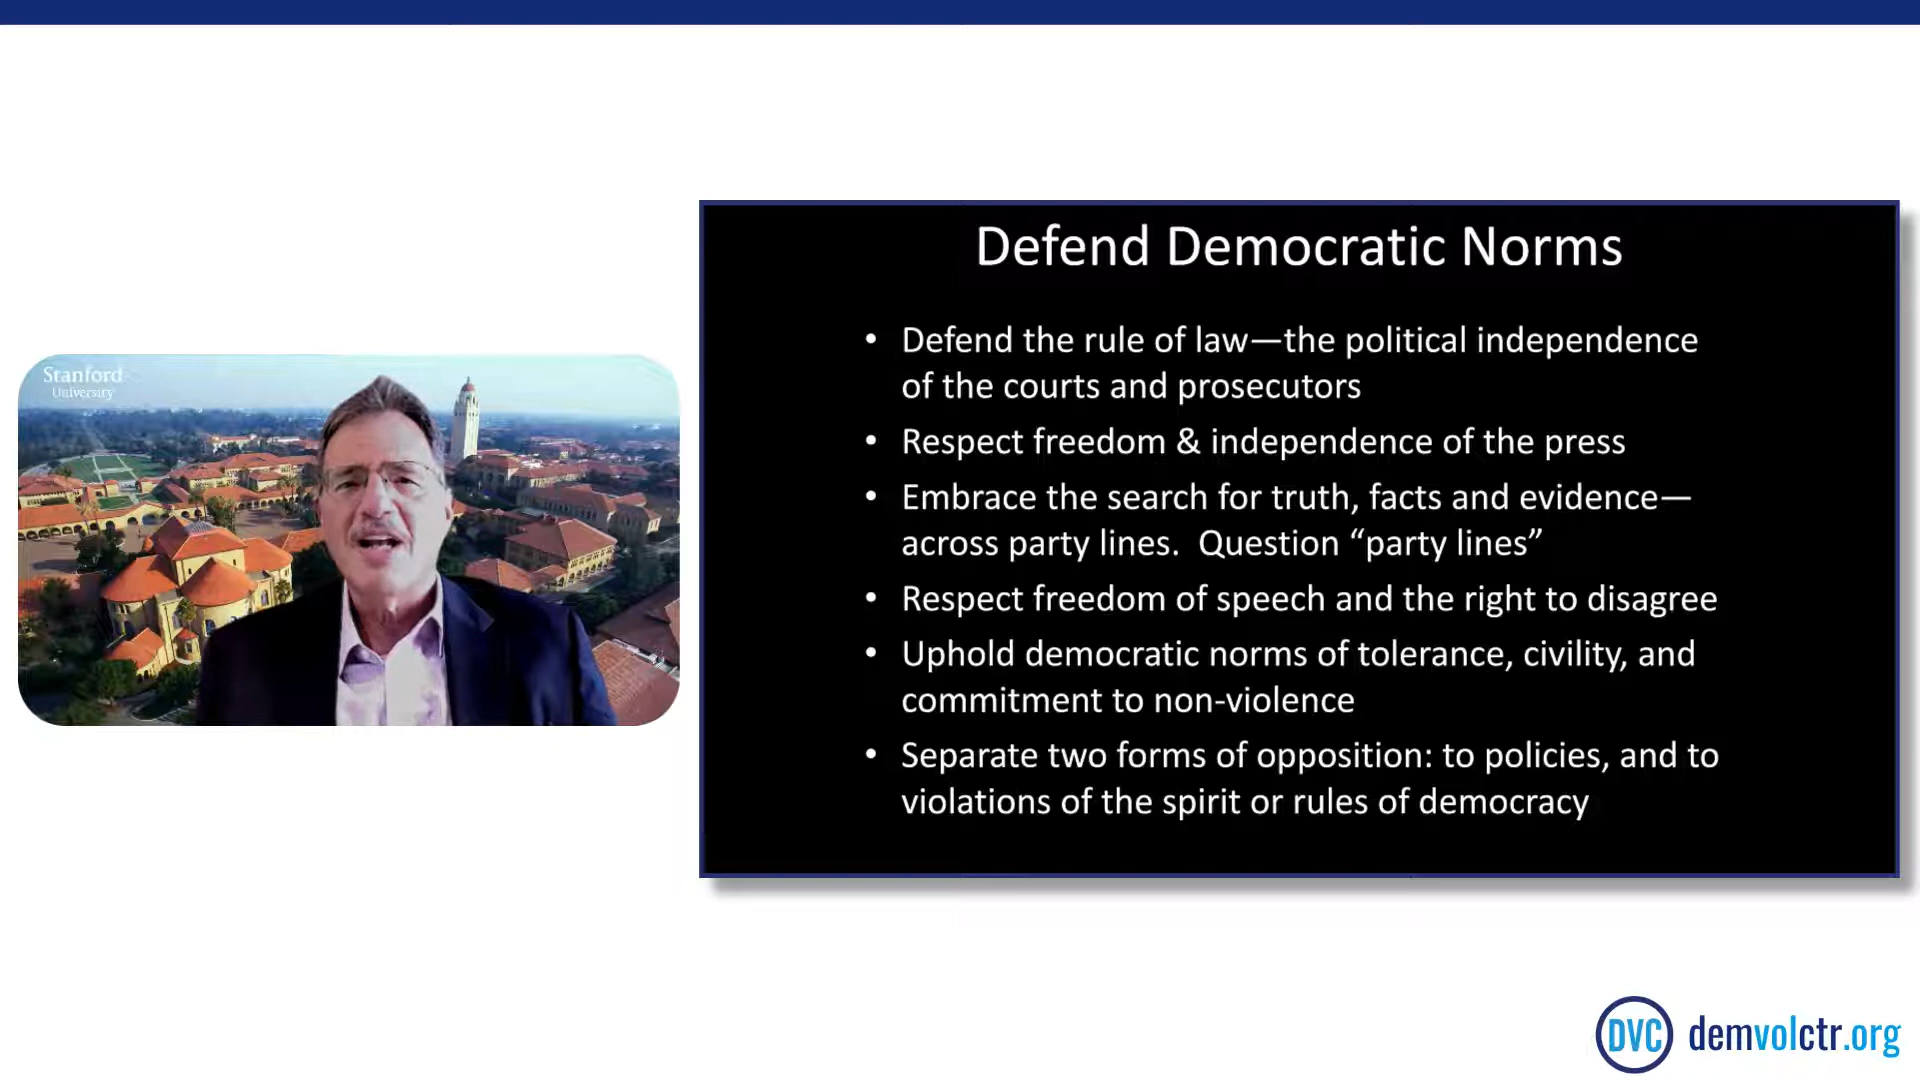 Stanford
University
Defend Democratic Norms
• Defend the rule of law—the political independence
of the courts and prosecutors
• Respect freedom & independence of the press
• Embrace the search for truth, facts and evidence—
across party lines.  Question “party lines”
• Respect freedom of speech and the right to disagree
• Uphold democratic norms of tolerance, civility, and
commitment to non-violence
• Separate two forms of opposition: to policies, and to
violations of the spirit or rules of democracy
DVC demvolctr.org